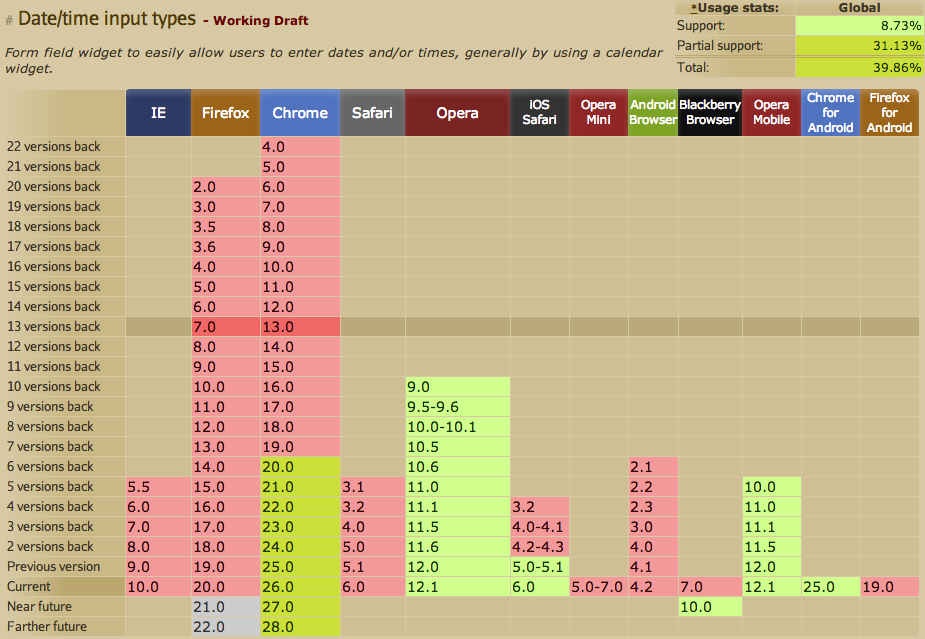 # Date/time input types - Working Draft
*Usage stats: Global
Support: 8.73%
Partial support: 31.13%
Total: 39.86%
Form field widget to easily allow users to enter dates and/or times, generally by using a calendar
widget.
IE Firefox Chrome Safari Opera iOS Safari Opera Mini Android Browser Blackberry Browser Opera Mobile Chrome for Android Firefox for Android
22 versions back 4.0
21 versions back 5.0
20 versions back 2.0 6.0
19 versions back 3.0 7.0
18 versions back 3.5 8.0
17 versions back 3.6 9.0
16 versions back 4.0 10.0
15 versions back 5.0 11.0
14 versions back 6.0 12.0
13 versions back 7.0 13.0
12 versions back 8.0 14.0
11 versions back 9.0 15.0
10 versions back 10.0 16.0 9.0
9 versions back 11.0 17.0 9.5-9.6
8 versions back 12.0 18.0 10.0-10.1
7 versions back 13.0 19.0 10.5
6 versions back 14.0 20.0 10.6 2.1
5 versions back 5.5 15.0 21.0 3.1 11.0 2.2 10.0
4 versions back 6.0 16.0 22.0 3.2 11.1 3.2 2.3 11.0
3 versions back 7.0 17.0 23.0 4.0 11.5 4.0-4.1 3.0 11.1
2 versions back 8.0 18.0 24.0 5.0 11.6 4.2-4.3 4.0 11.5
Previous version 9.0 19.0 25.0 5.1 12.0 5.0-5.1 4.1 12.0
Current 10.0 20.0 26.0 6.0 12.1 6.0 5.0-7.0 4.2 7.0 12.1 25.0 19.0
Near future 21.0 27.0 10.0
Farther future 22.0 28.0